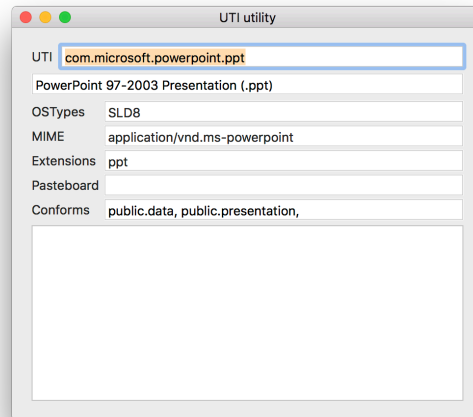 UTI utility
UTI com.microsoft.powerpoint.ppt
PowerPoint 97-2003 Presentation (.ppt)
OSTypes SLD8
MIME application/vnd.ms-powerpoint
Extensions ppt
Pasteboard
Conforms public.data, public.presentation,